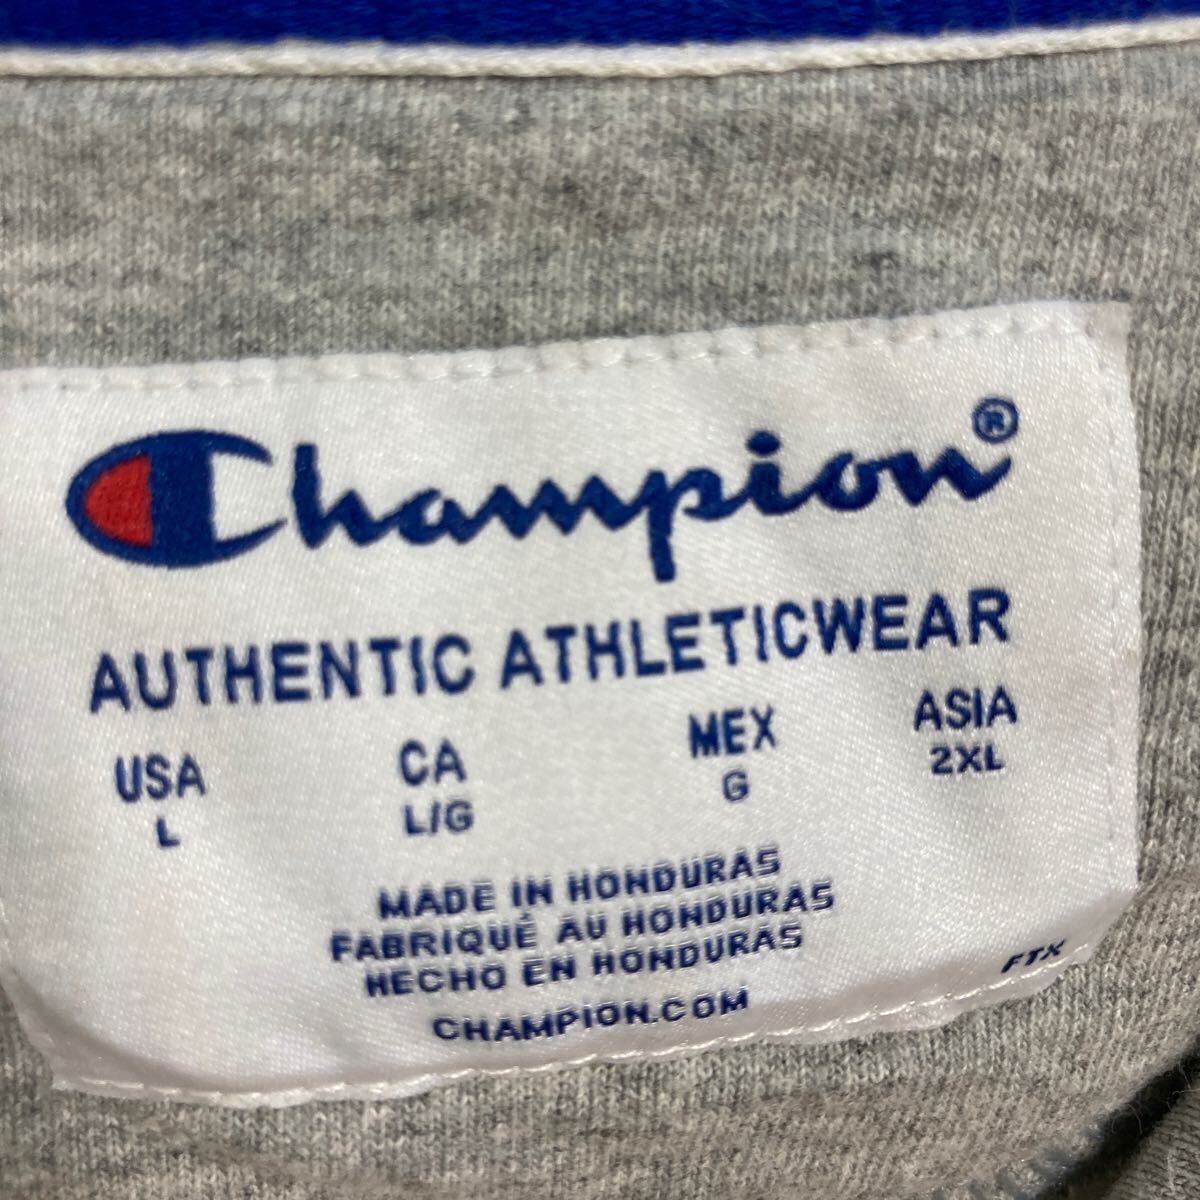 Champion®
AUTHENTIC ATHLETICWEAR
USA CA MEX ASIA
L L/G G 2XL
MADE IN HONDURAS
FABRIQUÉ AU HONDURAS
HECHO EN HONDURAS
FTX
CHAMPION.COM